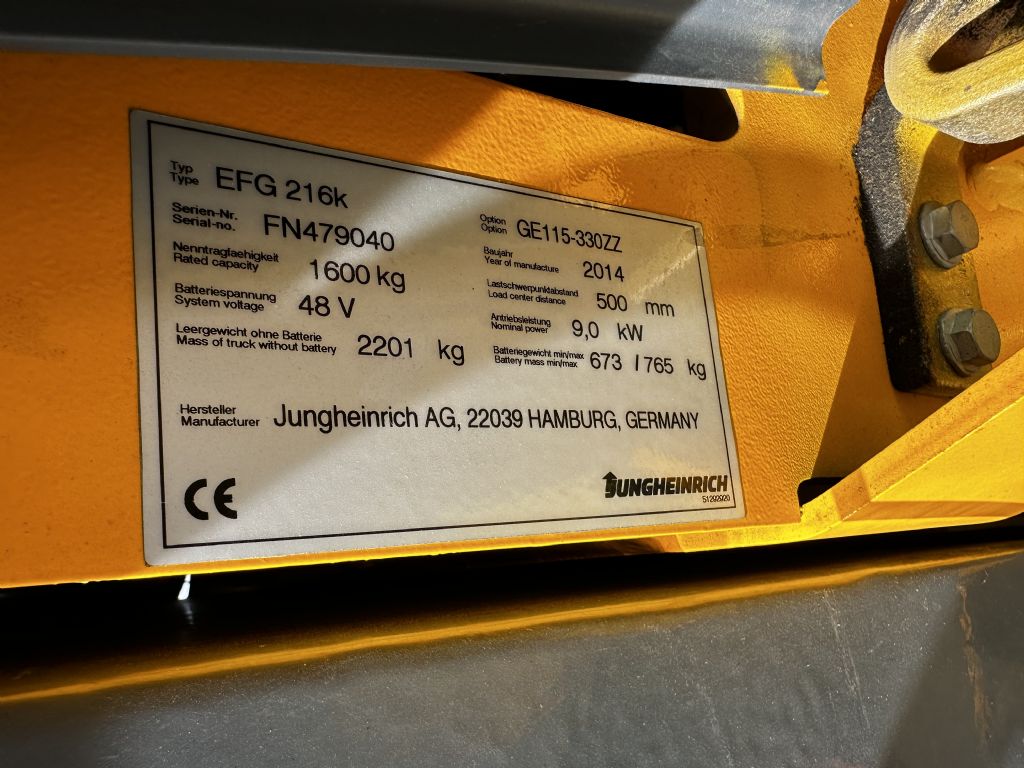 Typ
Type EFG 216k
Serien-Nr.
Serial-no. FN479040
Option
Option GE115-330ZZ
Nenntragfaehigkeit
Rated capacity 1600 kg
Baujahr
Year of manufacture 2014
Batteriespannung
System voltage 48 V
Lastschwerpunktabstand
Load center distance 500 mm
Leergewicht ohne Batterie
Mass of truck without battery 2201 kg
Antriebsleistung
Nominal power 9,0 kW
Batteriegewicht min/max
Battery mass min/max 673 / 765 kg
Hersteller
Manufacturer Jungheinrich AG, 22039 HAMBURG, GERMANY
CE
JUNGHEINRICH
51292920